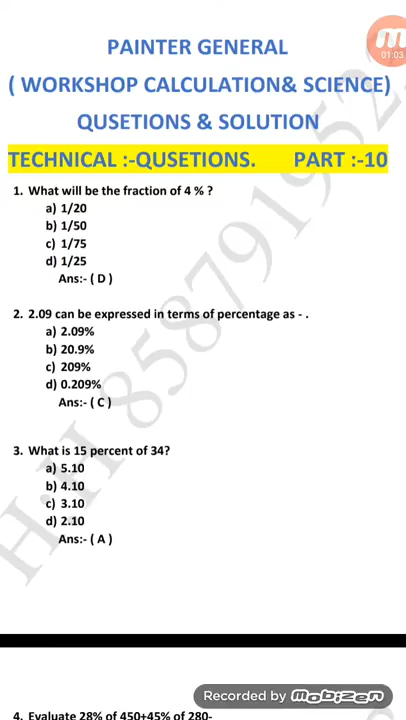 PAINTER GENERAL
( WORKSHOP CALCULATION& SCIENCE)
QUSETIONS & SOLUTION
TECHNICAL :-QUSETIONS. PART :-10
1. What will be the fraction of 4 % ?
a) 1/20
b) 1/50
c) 1/75
d) 1/25
Ans:- ( D )
2. 2.09 can be expressed in terms of percentage as - .
a) 2.09%
b) 20.9%
c) 209%
d) 0.209%
Ans:- ( C )
3. What is 15 percent of 34?
a) 5.10
b) 4.10
c) 3.10
d) 2.10
Ans:- ( A )
4. Evaluate 28% of 450+45% of 280-
01:03
Recorded by mobizen